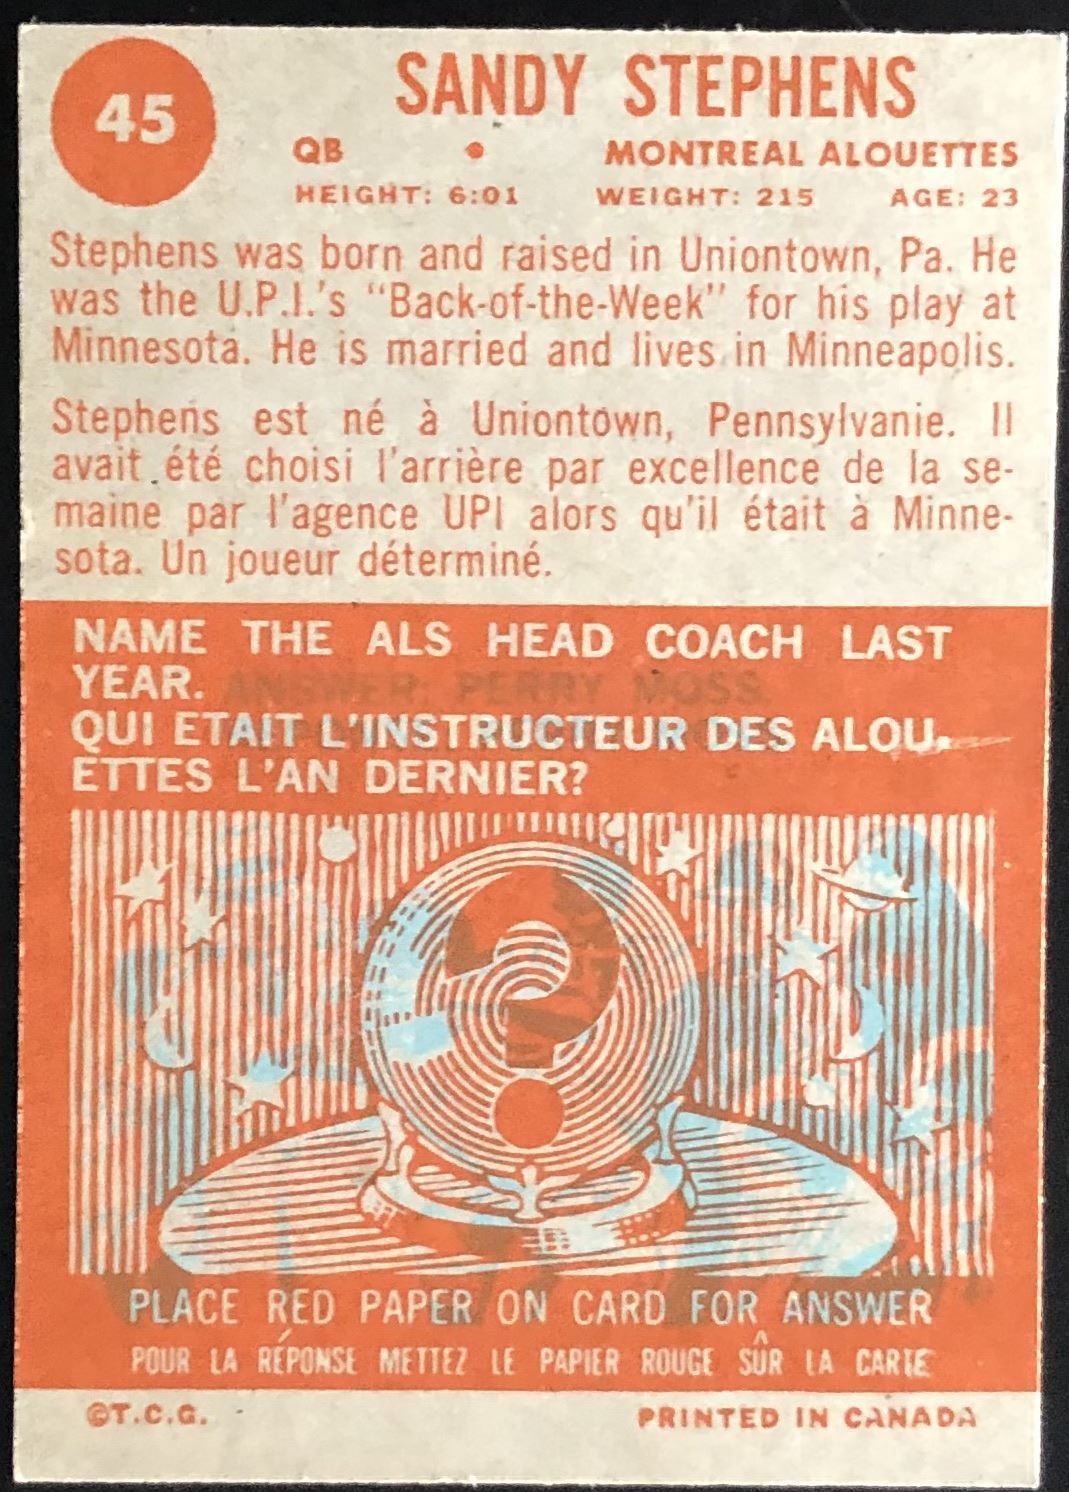 45
SANDY STEPHENS
QB • MONTREAL ALOUETTES
HEIGHT: 6:01 WEIGHT: 215 AGE: 23
Stephens was born and raised in Uniontown, Pa. He
was the U.P.I.'s "Back-of-the-Week" for his play at
Minnesota. He is married and lives in Minneapolis.
Stephens est né à Uniontown, Pennsylvanie. Il
avait été choisi l'arrière par excellence de la se-
maine par l'agence UPI alors qu'il était à Minne-
sota. Un joueur déterminé.
NAME THE ALS HEAD COACH LAST
YEAR.
ANSWER: PERRY MOSS
QUI ETAIT L'INSTRUCTEUR DES ALOU.
ETTES L'AN DERNIER?
PLACE RED PAPER ON CARD FOR ANSWER
POUR LA RÉPONSE METTEZ LE PAPIER ROUGE SÛR LA CARTE
©T.C.G. PRINTED IN CANADA